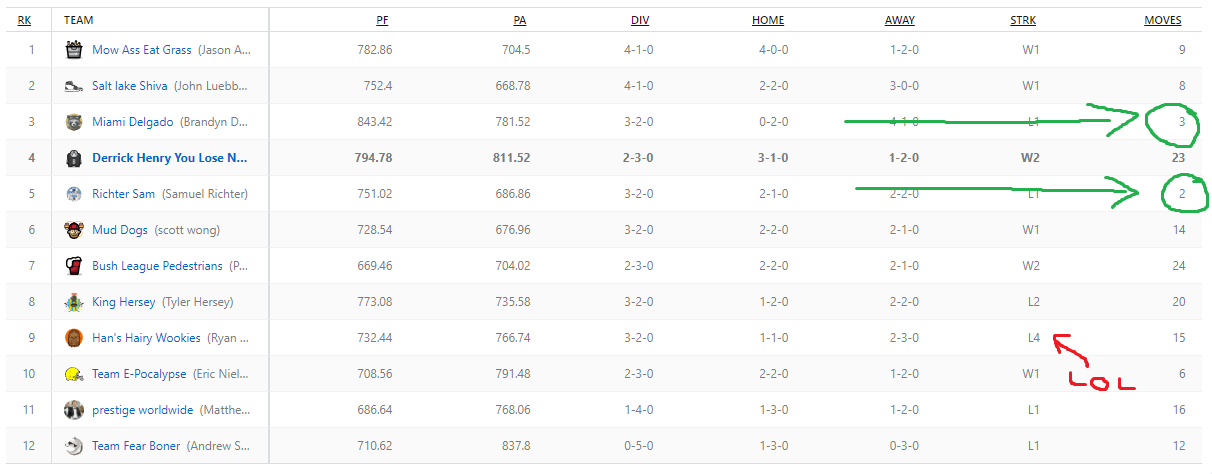 RK TEAM PF PA DIV HOME AWAY STRK MOVES
1 Mow Ass Eat Grass (Jason A... 782.86 704.5 4-1-0 4-0-0 1-2-0 W1 9
2 Salt lake Shiva (John Luebb... 752.4 668.78 4-1-0 2-2-0 3-0-0 W1 8
3 Miami Delgado (Brandyn D... 843.42 781.52 3-2-0 0-2-0 4-1-0 L1 3
4 Derrick Henry You Lose N... 794.78 811.52 2-3-0 3-1-0 1-2-0 W2 23
5 Richter Sam (Samuel Richter) 751.02 686.86 3-2-0 2-1-0 2-2-0 L1 2
6 Mud Dogs (scott wong) 728.54 676.96 3-2-0 2-2-0 2-1-0 W1 14
7 Bush League Pedestrians (P... 669.46 704.02 2-3-0 2-2-0 2-1-0 W2 24
8 King Hersey (Tyler Hersey) 773.08 735.58 3-2-0 1-2-0 2-2-0 L2 20
9 Han's Hairy Wookies (Ryan ... 732.44 766.74 3-2-0 1-1-0 2-3-0 L4 15
LOL
10 Team E-Pocalypse (Eric Niel... 708.56 791.48 2-3-0 2-2-0 1-2-0 W1 6
11 prestige worldwide (Matthe... 686.64 768.06 1-4-0 1-3-0 1-2-0 L1 16
12 Team Fear Boner (Andrew S... 710.62 837.8 0-5-0 1-3-0 0-3-0 L1 12